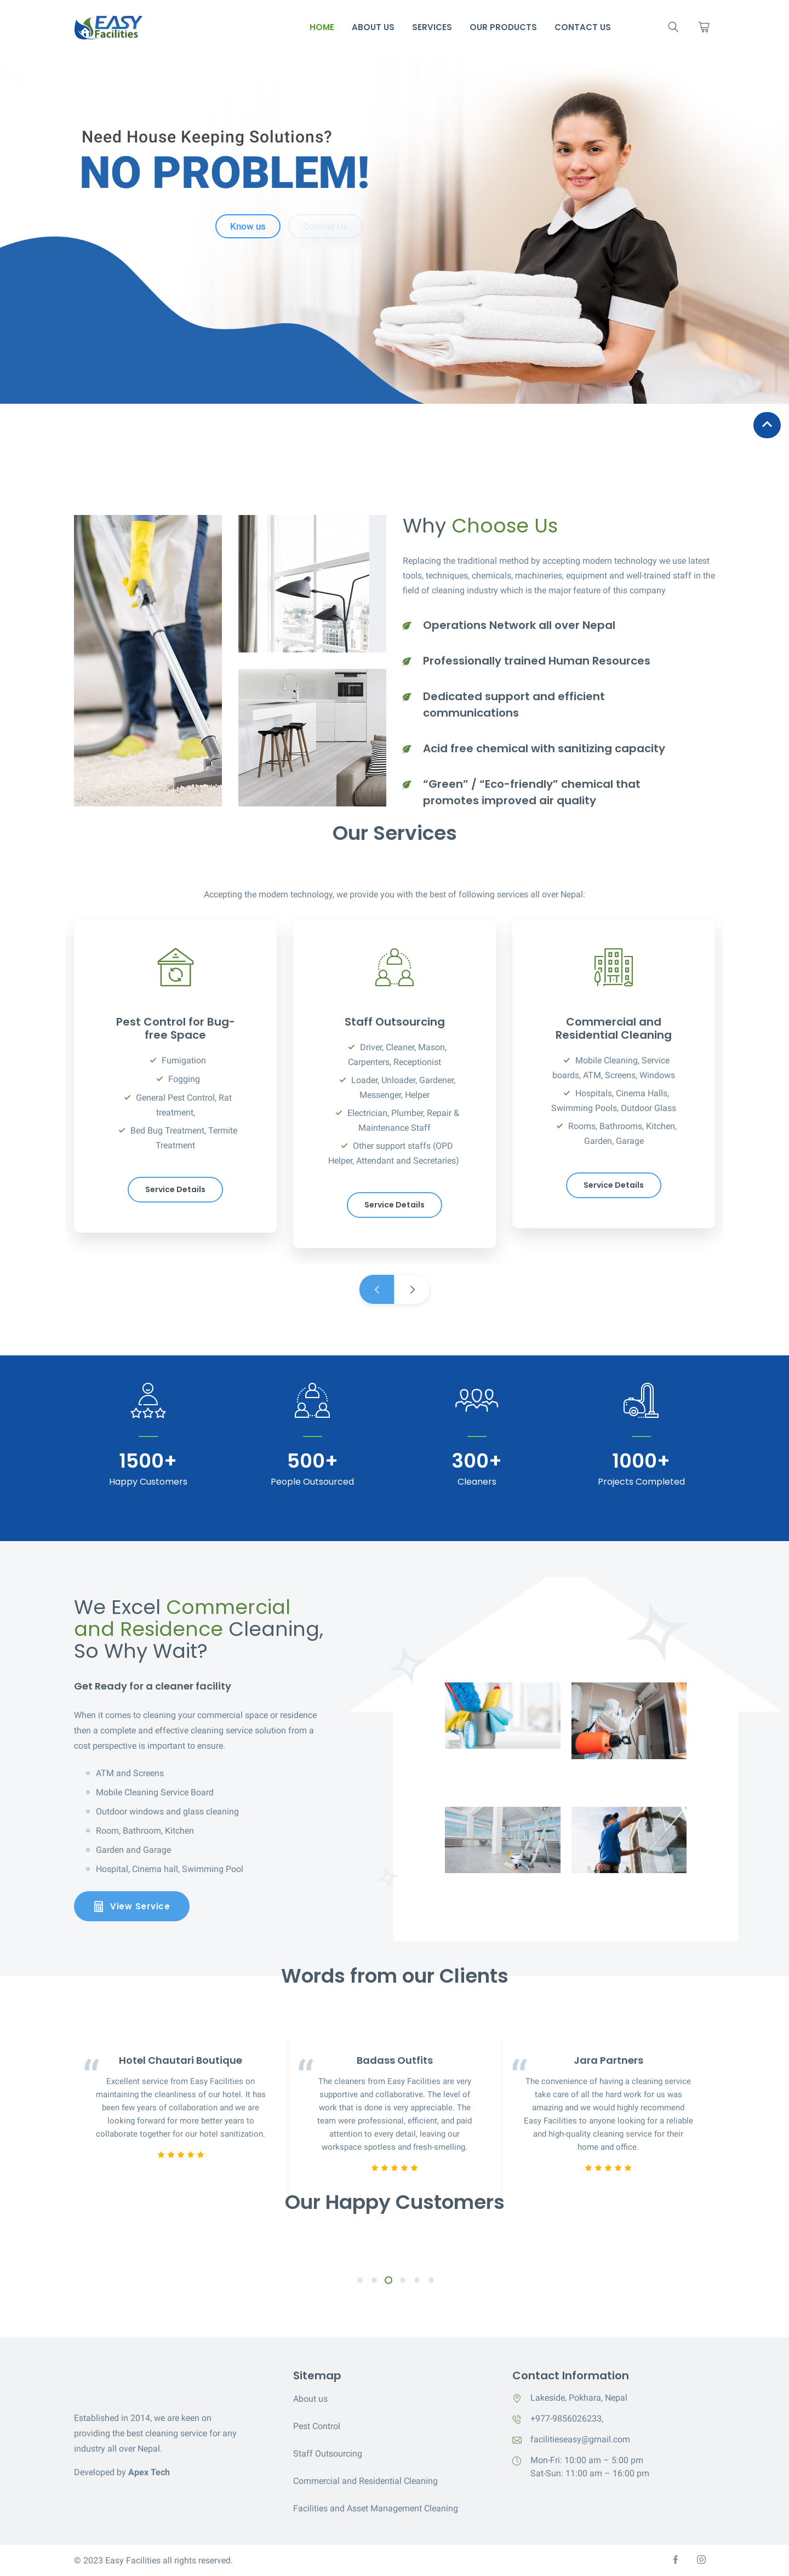 EASY
Facilities
HOME
ABOUT US
SERVICES
OUR PRODUCTS
CONTACT US
Need House Keeping Solutions?
NO PROBLEM!
Know us
Consult Us
Why Choose Us
Replacing the traditional method by accepting modern technology we use latest
tools, techniques, chemicals, machineries, equipment and well-trained staff in the
field of cleaning industry which is the major feature of this company
Operations Network all over Nepal
Professionally trained Human Resources
Dedicated support and efficient
communications
Acid free chemical with sanitizing capacity
“Green” / “Eco-friendly” chemical that
promotes improved air quality
Our Services
Accepting the modern technology, we provide you with the best of following services all over Nepal:
Pest Control for Bug-
free Space
Fumigation
Fogging
General Pest Control, Rat
treatment,
Bed Bug Treatment, Termite
Treatment
Service Details
Staff Outsourcing
Driver, Cleaner, Mason,
Carpenters, Receptionist
Loader, Unloader, Gardener,
Messenger, Helper
Electrician, Plumber, Repair &
Maintenance Staff
Other support staffs (OPD
Helper, Attendant and Secretaries)
Service Details
Commercial and
Residential Cleaning
Mobile Cleaning, Service
boards, ATM, Screens, Windows
Hospitals, Cinema Halls,
Swimming Pools, Outdoor Glass
Rooms, Bathrooms, Kitchen,
Garden, Garage
Service Details
1500+
Happy Customers
500+
People Outsourced
300+
Cleaners
1000+
Projects Completed
We Excel Commercial
and Residence Cleaning,
So Why Wait?
Get Ready for a cleaner facility
When it comes to cleaning your commercial space or residence
then a complete and effective cleaning service solution from a
cost perspective is important to ensure.
ATM and Screens
Mobile Cleaning Service Board
Outdoor windows and glass cleaning
Room, Bathroom, Kitchen
Garden and Garage
Hospital, Cinema hall, Swimming Pool
View Service
Words from our Clients
Hotel Chautari Boutique
Excellent service from Easy Facilities on
maintaining the cleanliness of our hotel. It has
been few years of collaboration and we are
looking forward for more better years to
collaborate together for our hotel sanitization.
Badass Outfits
The cleaners from Easy Facilities are very
supportive and collaborative. The level of
work that is done is very appreciable. The
team were professional, efficient, and paid
attention to every detail, leaving our
workspace spotless and fresh-smelling.
Jara Partners
The convenience of having a cleaning service
take care of all the hard work for us was
amazing and we would highly recommend
Easy Facilities to anyone looking for a reliable
and high-quality cleaning service for their
home and office.
Our Happy Customers
Established in 2014, we are keen on
providing the best cleaning service for any
industry all over Nepal.
Developed by Apex Tech
Sitemap
About us
Pest Control
Staff Outsourcing
Commercial and Residential Cleaning
Facilities and Asset Management Cleaning
Contact Information
Lakeside, Pokhara, Nepal
+977-9856026233,
facilitieseasy@gmail.com
Mon-Fri: 10:00 am – 5:00 pm
Sat-Sun: 11:00 am – 16:00 pm
© 2023 Easy Facilities all rights reserved.